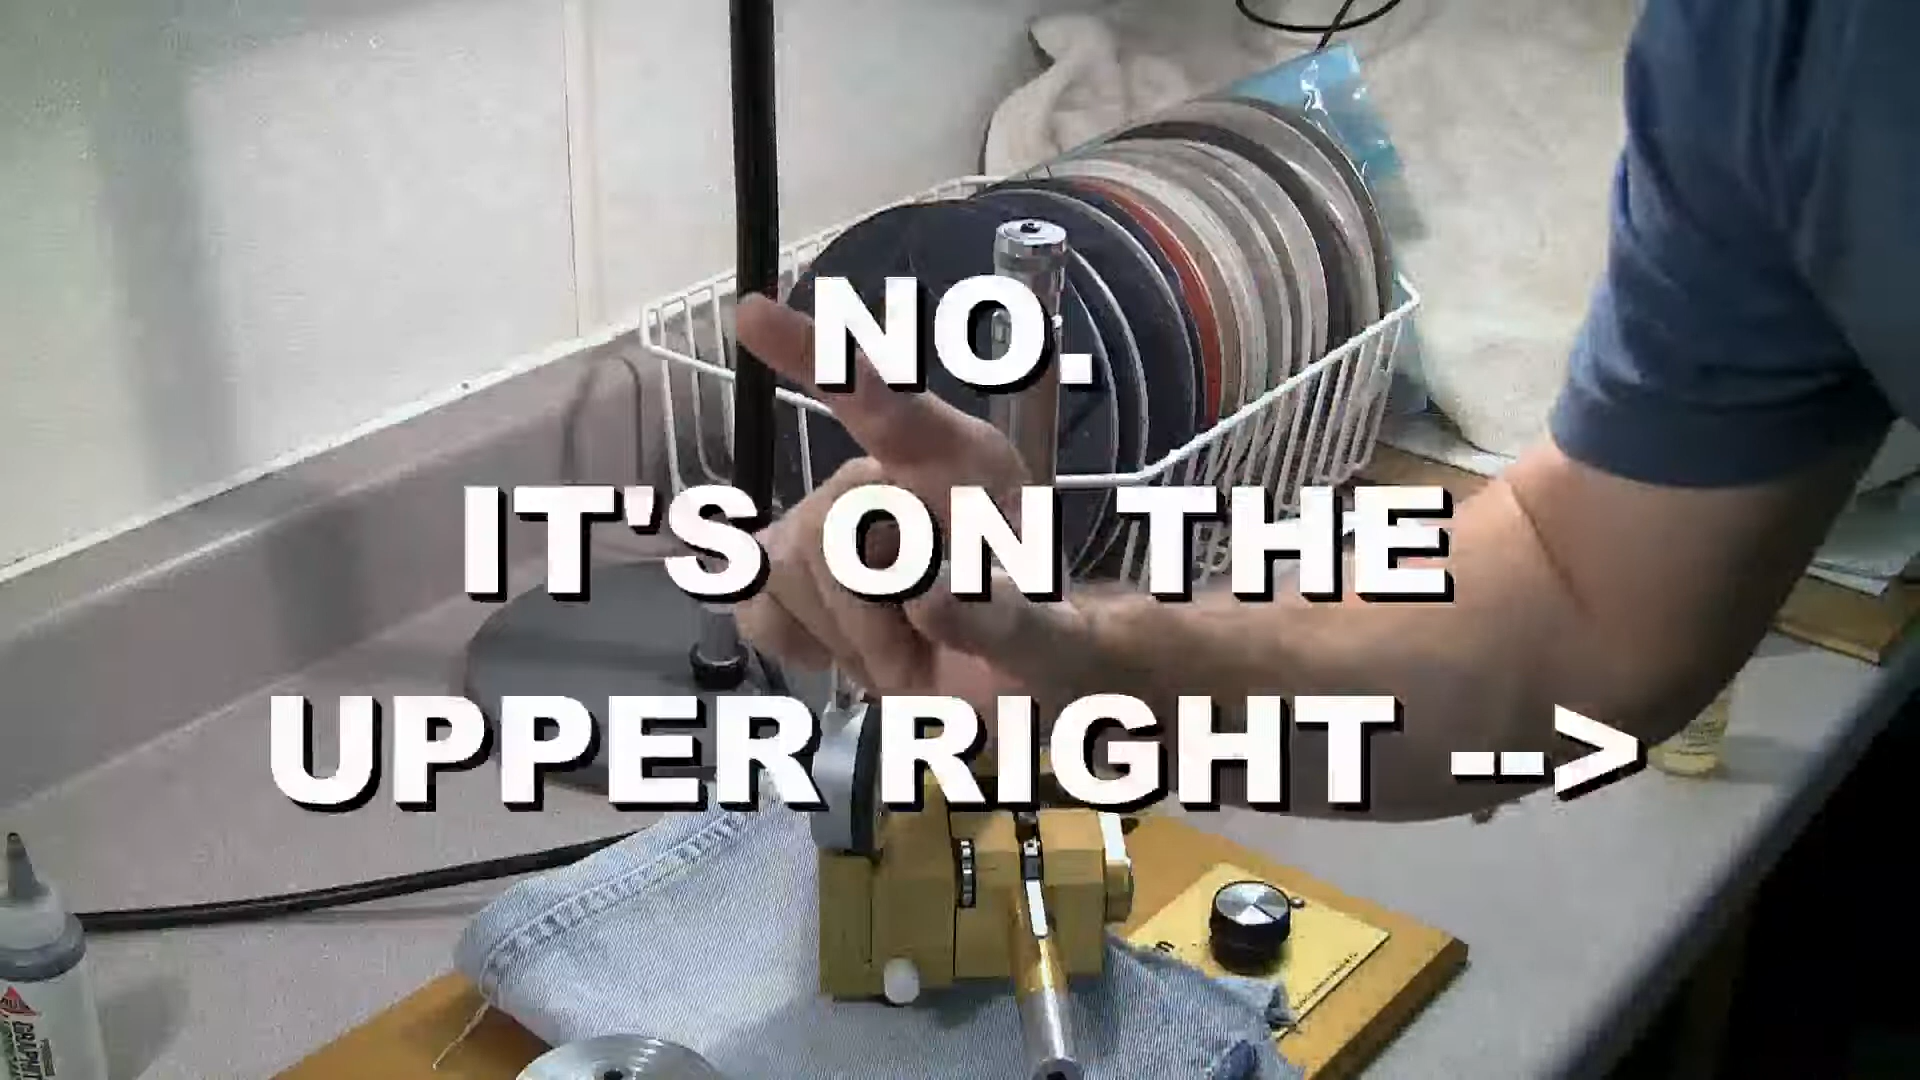 NO.
IT'S ON THE
UPPER RIGHT -->